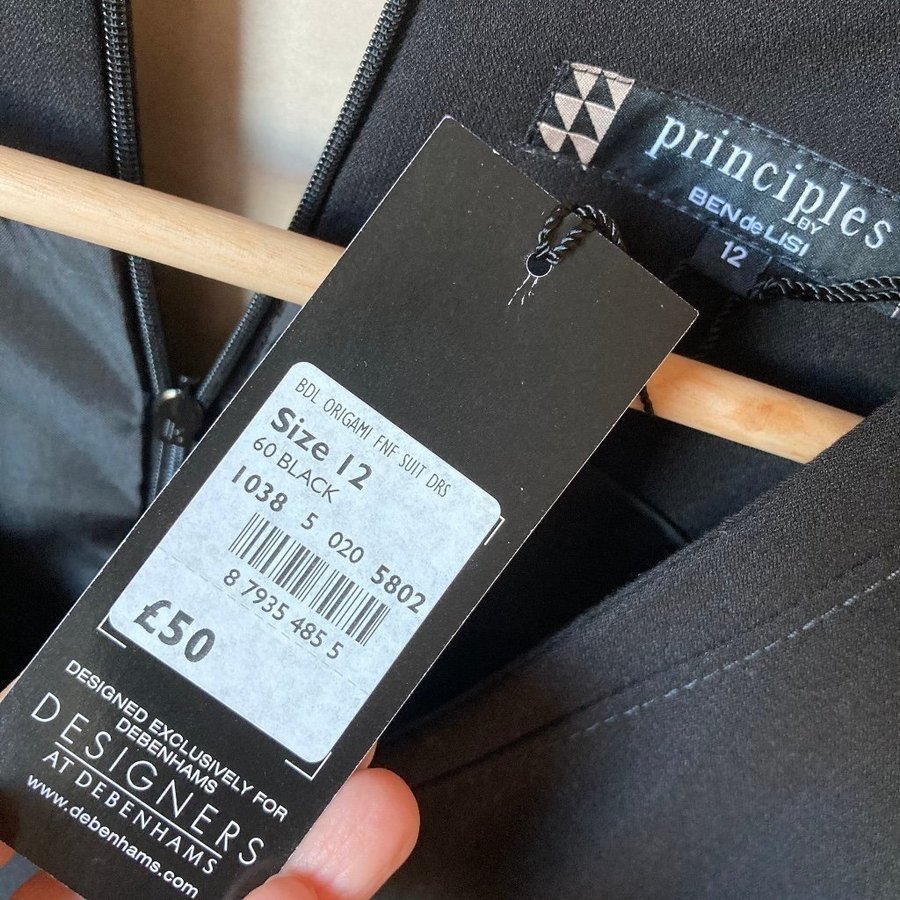 principles
BY
BEN de LISI
12
BDL ORIGAMI FNF SUIT DRS
Size 12
60 BLACK
1038 5 020 5802
8 7935 485 5
£50
DESIGNED EXCLUSIVELY FOR
DEBENHAMS
DESIGNERS
AT DEBENHAMS
www.debenhams.com